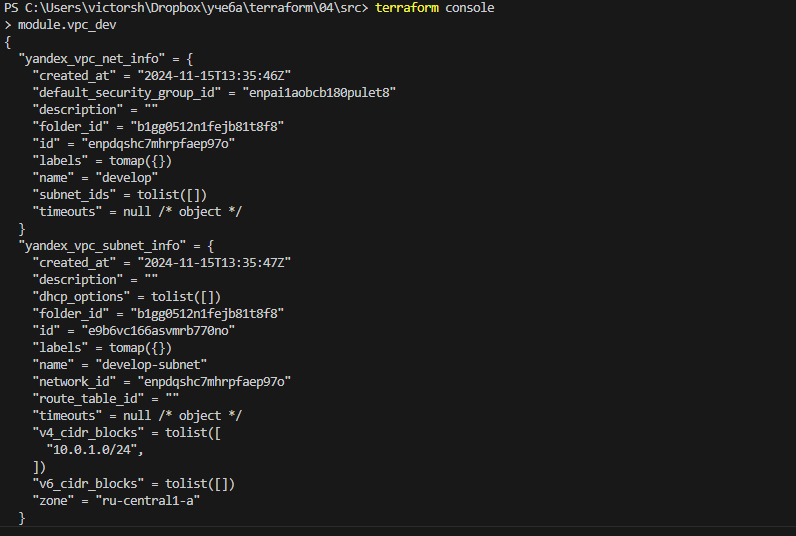 PS C:\Users\victorsh\Dropbox\учеба\terraform\04\src> terraform console
> module.vpc_dev
{
  "yandex_vpc_net_info" = {
    "created_at" = "2024-11-15T13:35:46Z"
    "default_security_group_id" = "enpai1aobcb180pulet8"
    "description" = ""
    "folder_id" = "b1gg0512n1fejb81t8f8"
    "id" = "enpdqshc7mhrpfaep97o"
    "labels" = tomap({})
    "name" = "develop"
    "subnet_ids" = tolist([])
    "timeouts" = null /* object */
  }
  "yandex_vpc_subnet_info" = {
    "created_at" = "2024-11-15T13:35:47Z"
    "description" = ""
    "dhcp_options" = tolist([])
    "folder_id" = "b1gg0512n1fejb81t8f8"
    "id" = "e9b6vc166asvmrb770no"
    "labels" = tomap({})
    "name" = "develop-subnet"
    "network_id" = "enpdqshc7mhrpfaep97o"
    "route_table_id" = ""
    "timeouts" = null /* object */
    "v4_cidr_blocks" = tolist([
      "10.0.1.0/24",
    ])
    "v6_cidr_blocks" = tolist([])
    "zone" = "ru-central1-a"
  }